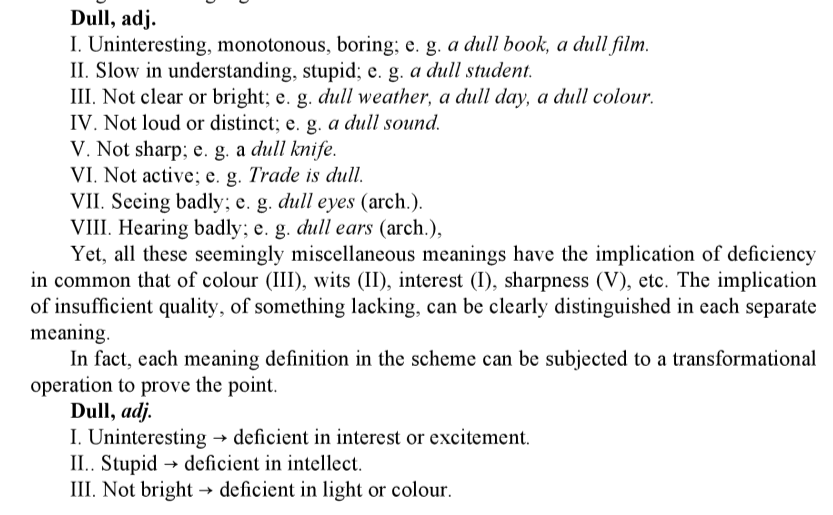 Dull, adj.
I. Uninteresting, monotonous, boring; e. g. a dull book, a dull film.
II. Slow in understanding, stupid; e. g. a dull student.
III. Not clear or bright; e. g. dull weather, a dull day, a dull colour.
IV. Not loud or distinct; e. g. a dull sound.
V. Not sharp; e. g. a dull knife.
VI. Not active; e. g. Trade is dull.
VII. Seeing badly; e. g. dull eyes (arch.).
VIII. Hearing badly; e. g. dull ears (arch.),
Yet, all these seemingly miscellaneous meanings have the implication of deficiency
in common that of colour (III), wits (II), interest (I), sharpness (V), etc. The implication
of insufficient quality, of something lacking, can be clearly distinguished in each separate
meaning.
In fact, each meaning definition in the scheme can be subjected to a transformational
operation to prove the point.
Dull, adj.
I. Uninteresting → deficient in interest or excitement.
II.. Stupid → deficient in intellect.
III. Not bright → deficient in light or colour.